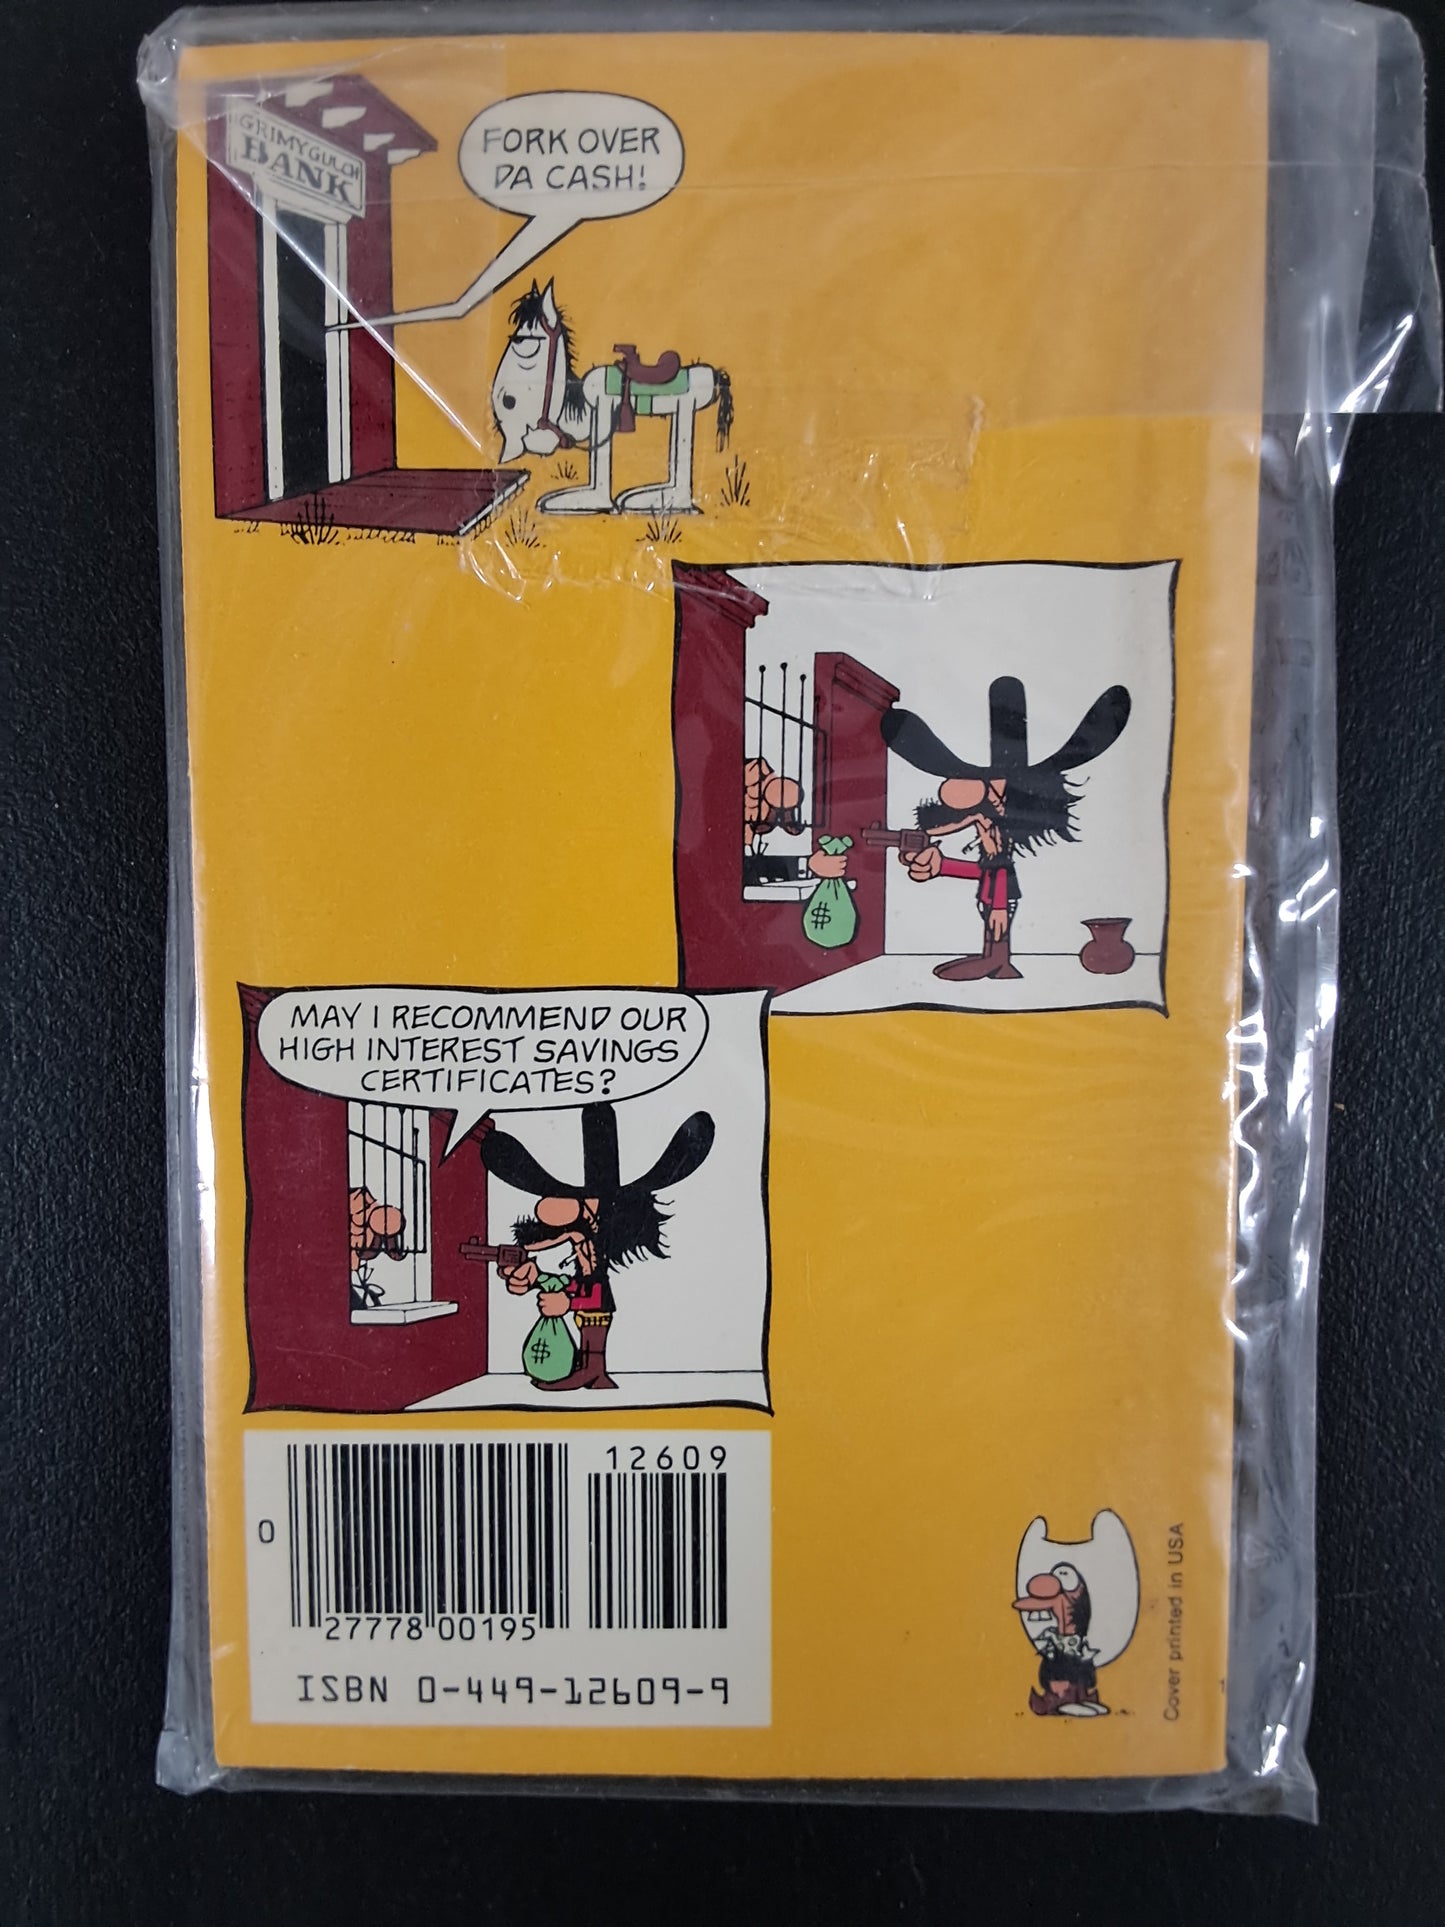 GRIMY GULCH
BANK
FORK OVER
DA CASH!
$
MAY I RECOMMEND OUR
HIGH INTEREST SAVINGS
CERTIFICATES?
$
12609
0
27778 00195
ISBN 0-449-12609-9
Cover printed in USA
1